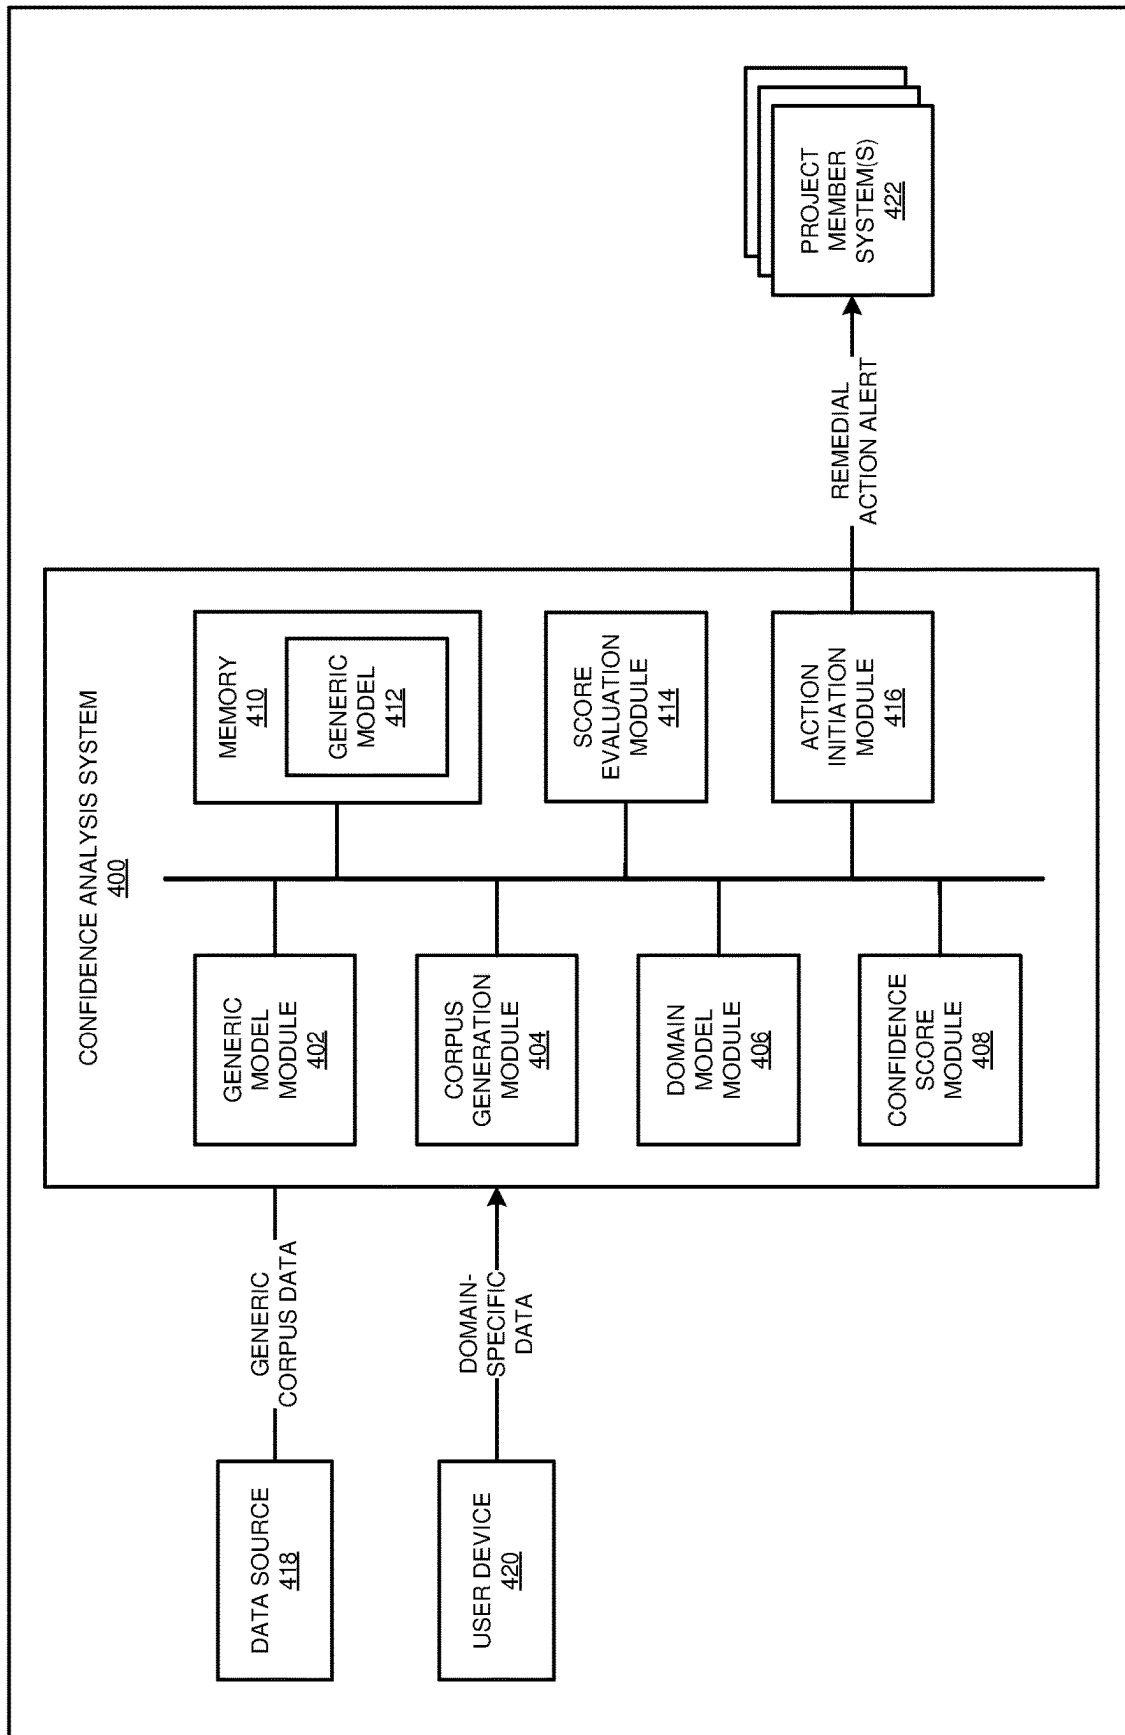 CONFIDENCE ANALYSIS SYSTEM
400
DATA SOURCE
418
GENERIC
CORPUS DATA
USER DEVICE
420
DOMAIN-
SPECIFIC
DATA
GENERIC
MODEL
MODULE
402
CORPUS
GENERATION
MODULE
404
DOMAIN
MODEL
MODULE
406
CONFIDENCE
SCORE
MODULE
408
MEMORY
410
GENERIC
MODEL
412
SCORE
EVALUATION
MODULE
414
ACTION
INITIATION
MODULE
416
REMEDIAL
ACTION ALERT
PROJECT
MEMBER
SYSTEM(S)
422